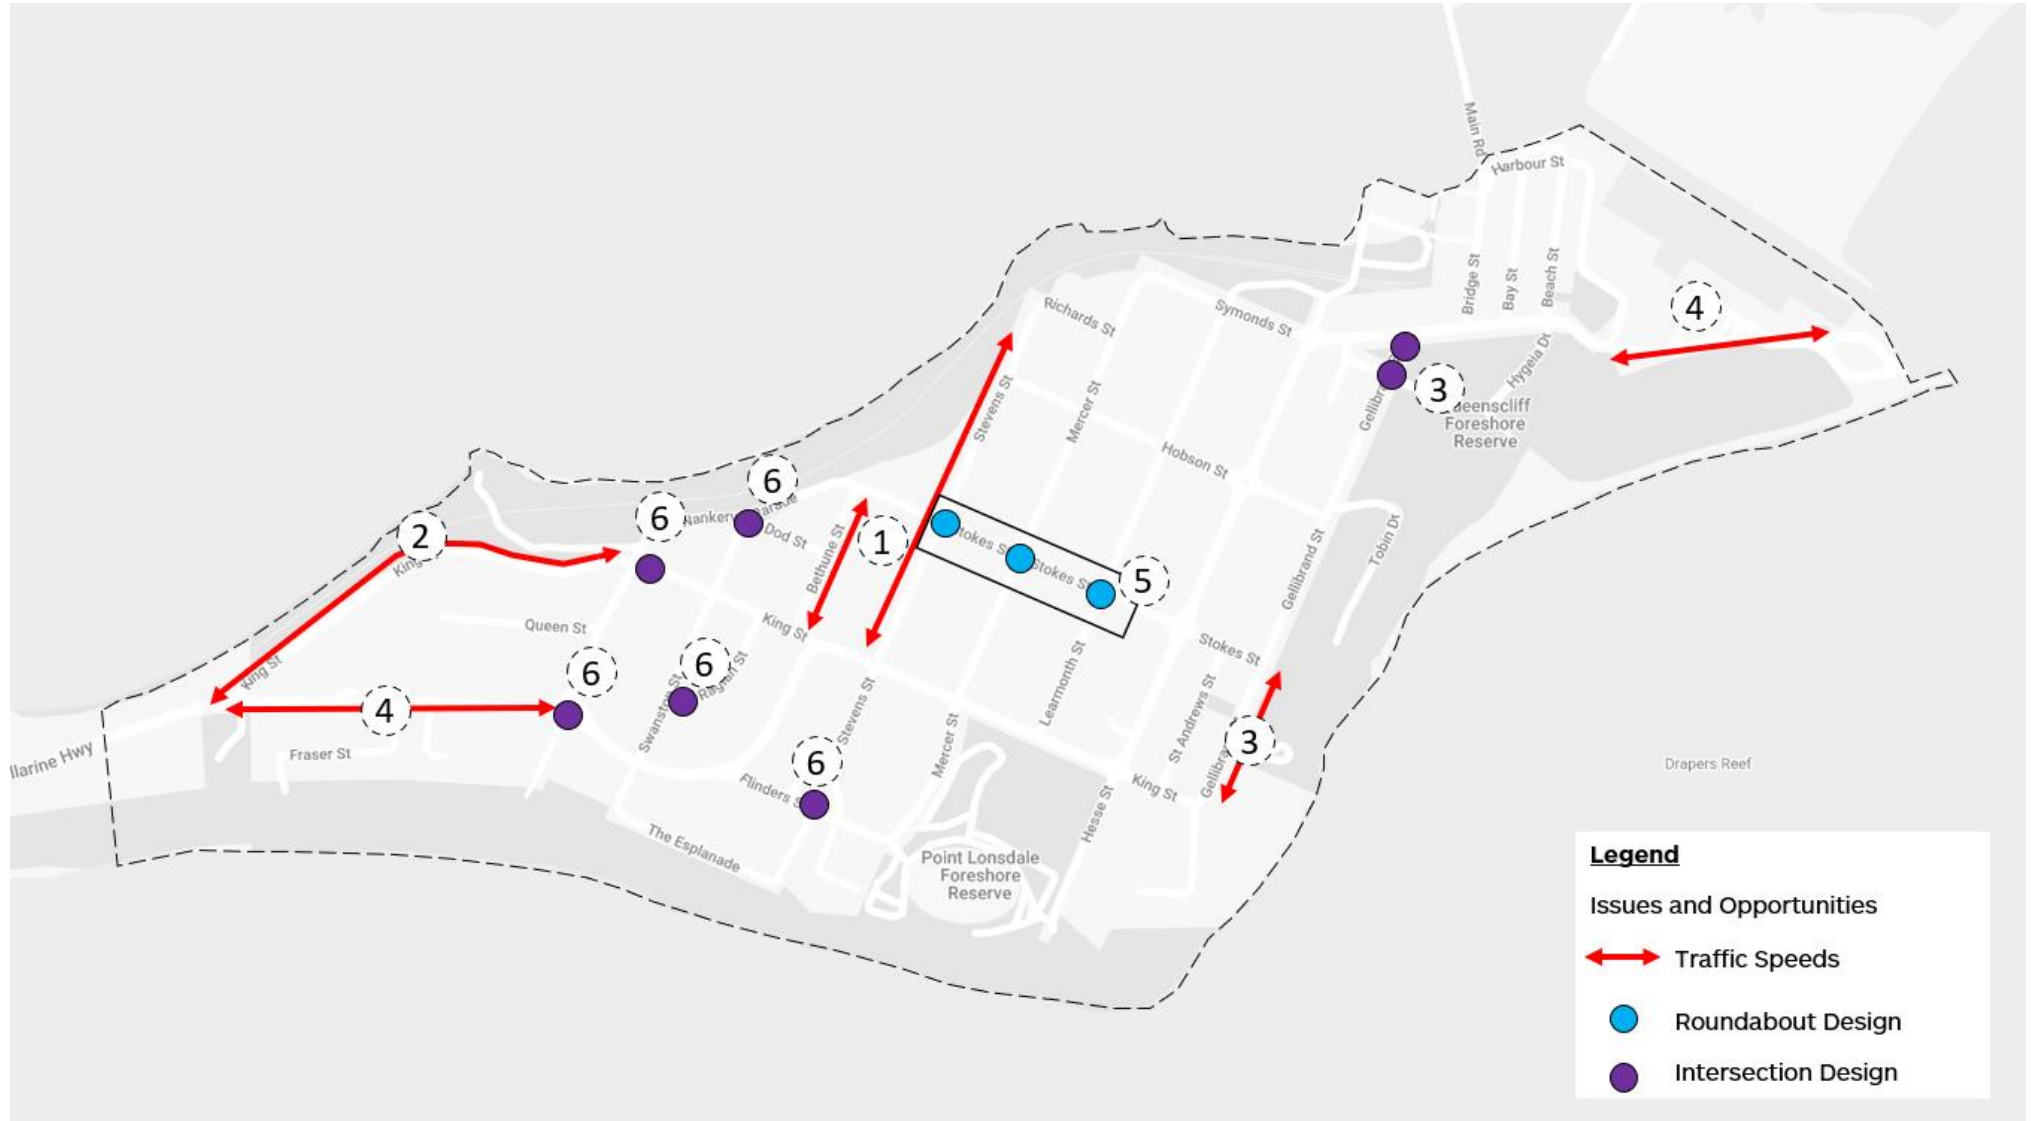 Main Rd
Harbour St
Bridge St
Bay St
Beach St
4
Richards St
Symonds St
Hygeia Dr
3
Queenscliff
Foreshore
Reserve
Stevens St
Mercer St
Hobson St
6
6
Parade
Dod St
2
Bethune St
1
Stokes St
Stokes St
5
Gellibrand St
Tobin Dr
Queen St
King St
6
6
Raglan St
Stokes St
King St
4
Swanston St
Stevens St
Learmonth St
St Andrews St
3
Fraser St
6
Mercer St
Flinders
King St
Hesse St
Drapers Reef
The Esplanade
Point Lonsdale
Foreshore
Reserve
llarine Hwy
Legend
Issues and Opportunities
Traffic Speeds
Roundabout Design
Intersection Design